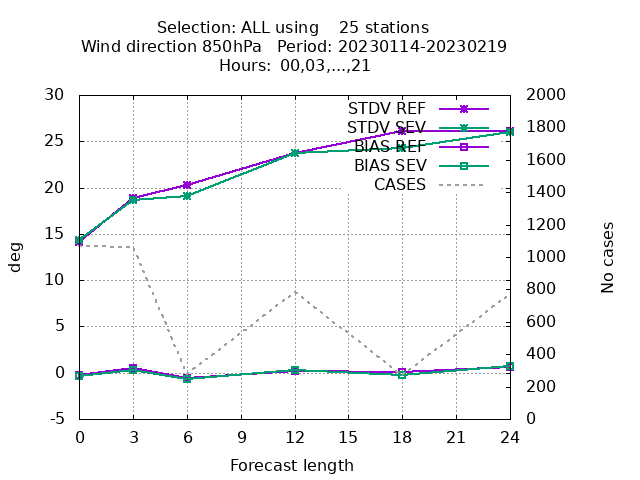 Selection: ALL using    25 stations
Wind direction 850hPa   Period: 20230114-20230219
Hours: 00,03,...,21
STDV REF
STDV SEV
BIAS REF
BIAS SEV
CASES
30
25
20
15
10
5
0
-5
deg
2000
1800
1600
1400
1200
1000
800
600
400
200
0
No cases
0 3 6 9 12 15 18 21 24
Forecast length